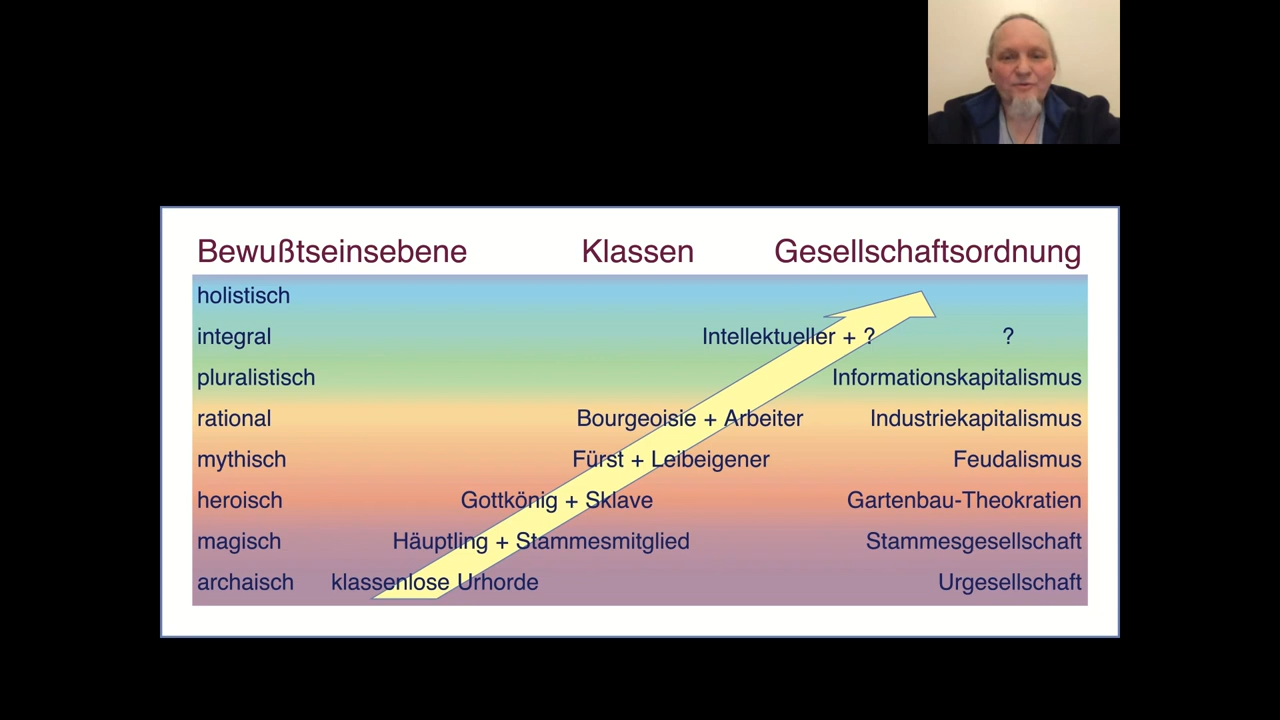 Bewußtseinsebene Klassen Gesellschaftsordnung
holistisch
integral Intellektueller + ? ?
pluralistisch Informationskapitalismus
rational Bourgeoisie + Arbeiter Industriekapitalismus
mythisch Fürst + Leibeigener Feudalismus
heroisch Gottkönig + Sklave Gartenbau-Theokratien
magisch Häuptling + Stammesmitglied Stammesgesellschaft
archaisch klassenlose Urhorde Urgesellschaft